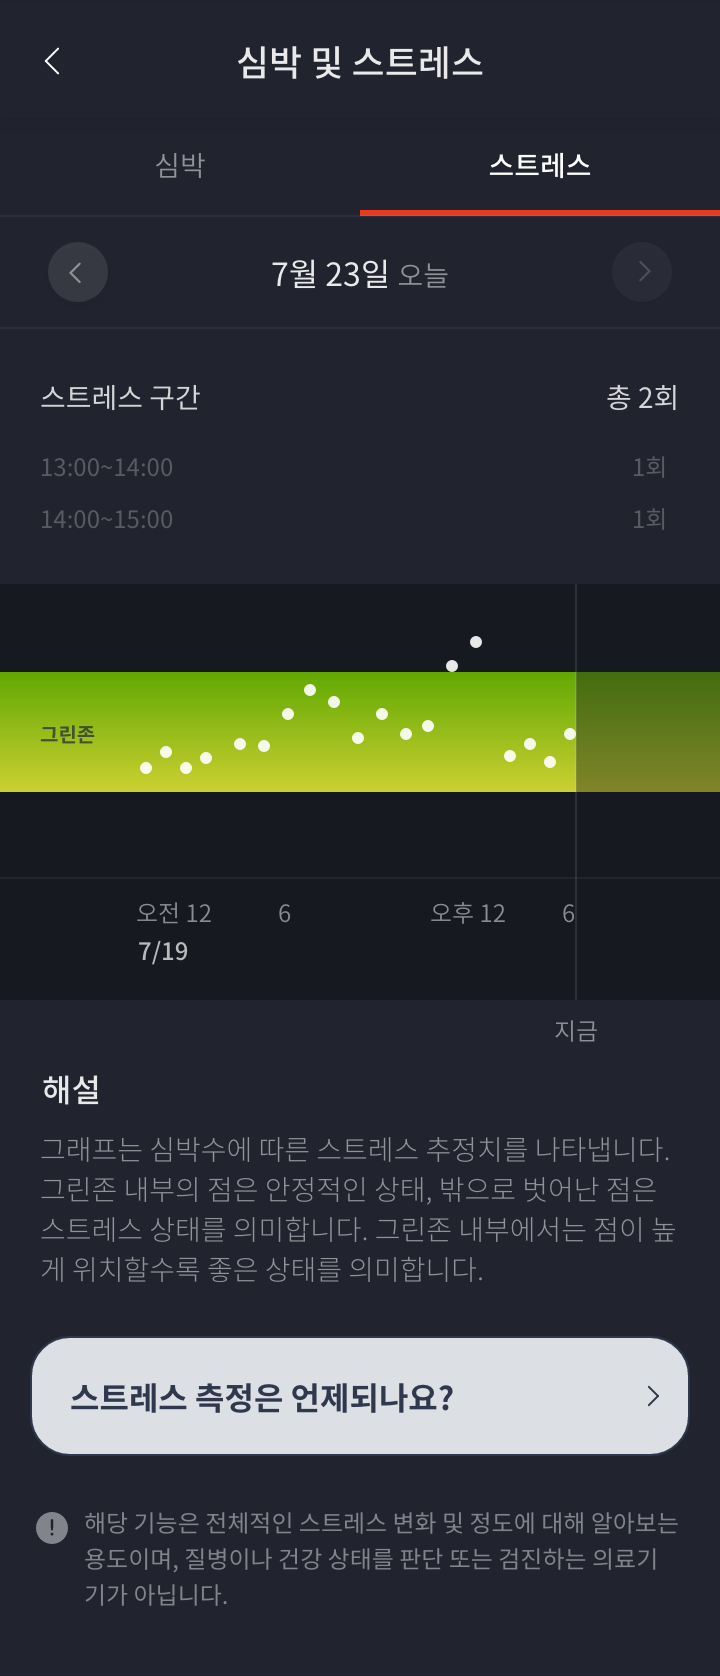 심박 및 스트레스
심박
스트레스
7월 23일 오늘
스트레스 구간
총 2회
13:00~14:00
1회
14:00~15:00
1회
그린존
오전 12
6
오후 12
6
7/19
지금
해설
그래프는 심박수에 따른 스트레스 추정치를 나타냅니다.
그린존 내부의 점은 안정적인 상태, 밖으로 벗어난 점은
스트레스 상태를 의미합니다. 그린존 내부에서는 점이 높
게 위치할수록 좋은 상태를 의미합니다.
스트레스 측정은 언제되나요?
해당 기능은 전체적인 스트레스 변화 및 정도에 대해 알아보는
용도이며, 질병이나 건강 상태를 판단 또는 검진하는 의료기
기가 아닙니다.